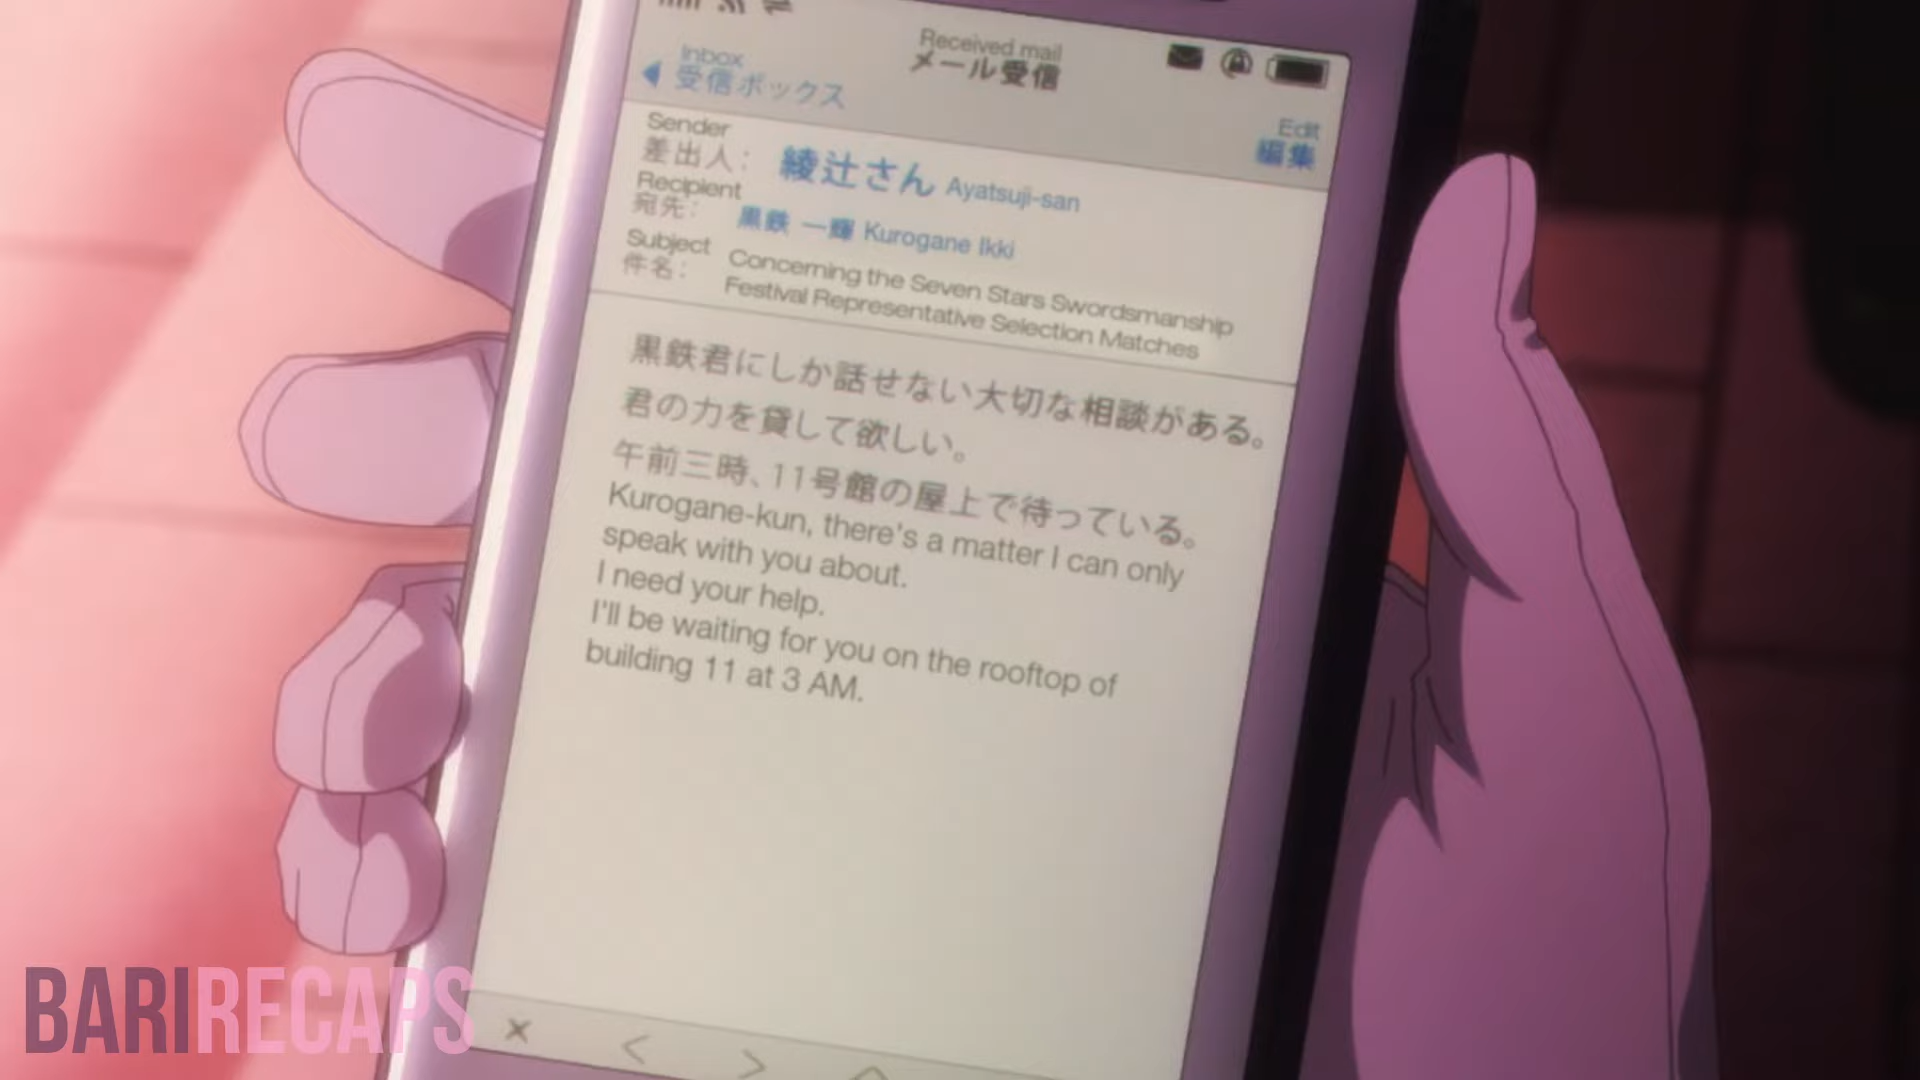 Received mail
メール受信
Inbox
受信ボックス
Edit
編集
Sender
差出人: 綾辻さん Ayatsuji-san
Recipient
宛先: 黒鉄 一輝 Kurogane Ikki
Subject
件名: Concerning the Seven Stars Swordsmanship
Festival Representative Selection Matches
黒鉄君にしか話せない大切な相談がある。
君の力を貸して欲しい。
午前三時、11号館の屋上で待っている。
Kurogane-kun, there's a matter I can only
speak with you about.
I need your help.
I'll be waiting for you on the rooftop of
building 11 at 3 AM.
BARIRECAPS